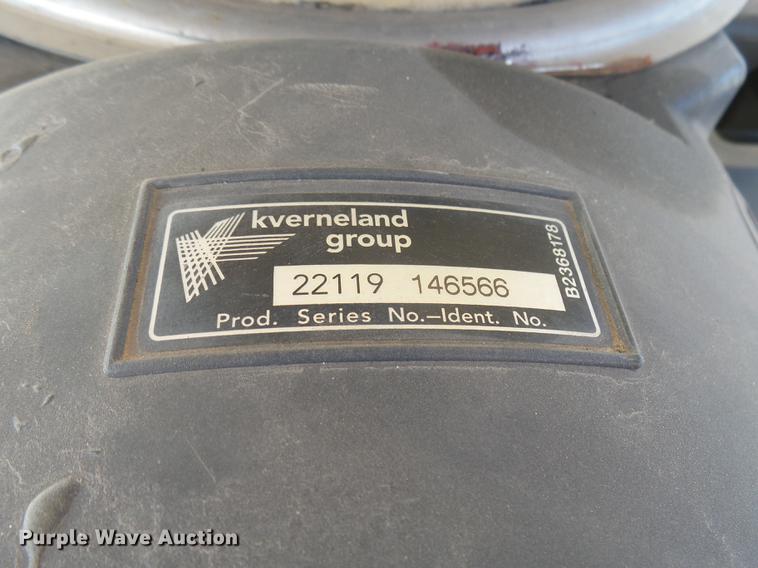 kverneland
group
22119 146566
Prod. Series No.–Ident. No.
B2368178
Purple Wave Auction